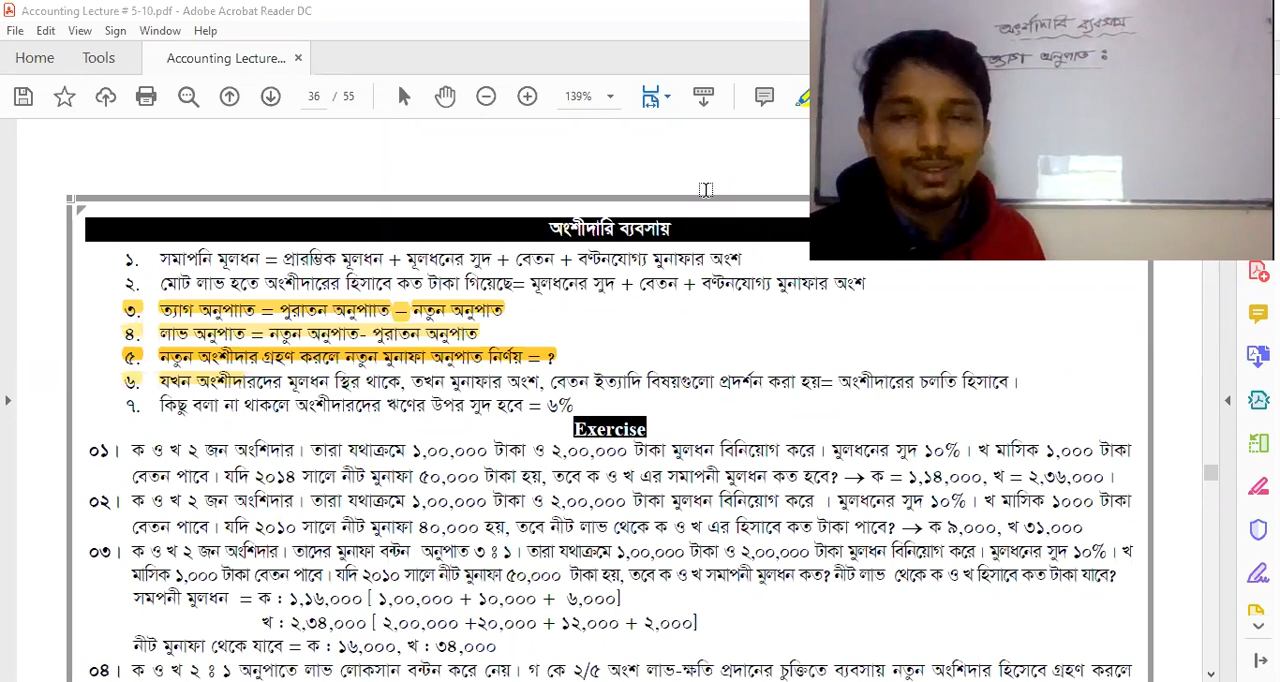 Accounting Lecture # 5-10.pdf - Adobe Acrobat Reader DC
File Edit View Sign Window Help
Home Tools Accounting Lecture... ×
36 / 55 139%
অংশীদারি ব্যবসায়
ত্যাগ অনুপাত :
অংশীদারি ব্যবসায়
১. সমাপনি মূলধন = প্রারম্ভিক মূলধন + মূলধনের সুদ + বেতন + বণ্টনযোগ্য মুনাফার অংশ
২. মোট লাভ হতে অংশীদারের হিসাবে কত টাকা গিয়েছে= মূলধনের সুদ + বেতন + বণ্টনযোগ্য মুনাফার অংশ
৩. ত্যাগ অনুপাাত = পুরাতন অনুপাাত – নতুন অনুপাত
৪. লাভ অনুপাত = নতুন অনুপাত- পুরাতন অনুপাত
৫. নতুন অংশীদার গ্রহণ করলে নতুন মুনাফা অনুপাত নির্ণয় = ?
৬. যখন অংশীদারদের মূলধন স্থির থাকে, তখন মুনাফার অংশ, বেতন ইত্যাদি বিষয়গুলো প্রদর্শন করা হয়= অংশীদারের চলতি হিসাবে।
৭. কিছু বলা না থাকলে অংশীদারদের ঋণের উপর সুদ হবে = ৬%
Exercise
০১। ক ও খ ২ জন অংশিদার। তারা যথাক্রমে ১,০০,০০০ টাকা ও ২,০০,০০০ টাকা মুলধন বিনিয়োগ করে। মুলধনের সুদ ১০%। খ মাসিক ১,০০০ টাকা
বেতন পাবে। যদি ২০১৪ সালে নীট মুনাফা ৫০,০০০ টাকা হয়, তবে ক ও খ এর সমাপনী মুলধন কত হবে? → ক = ১,১৪,০০০, খ = ২,৩৬,০০০।
০২। ক ও খ ২ জন অংশিদার। তারা যথাক্রমে ১,০০,০০০ টাকা ও ২,০০,০০০ টাকা মুলধন বিনিয়োগ করে । মুলধনের সুদ ১০%। খ মাসিক ১০০০ টাকা
বেতন পাবে। যদি ২০১০ সালে নীট মুনাফা ৪০,০০০ হয়, তবে নীট লাভ থেকে ক ও খ এর হিসাবে কত টাকা পাবে? → ক ৯,০০০, খ ৩১,০০০
০৩। ক ও খ ২ জন অংশিদার। তাদের মুনাফা বন্টন অনুপাত ৩ ঃ ১। তারা যথাক্রমে ১,০০,০০০ টাকা ও ২,০০,০০০ টাকা মুলধন বিনিয়োগ করে। মুলধনের সুদ ১০%। খ
মাসিক ১,০০০ টাকা বেতন পাবে। যদি ২০১০ সালে নীট মুনাফা ৫০,০০০ টাকা হয়, তবে ক ও খ সমাপনী মুলধন কত? নীট লাভ থেকে ক ও খ হিসাবে কত টাকা যাবে?
সমপনী মুলধন = ক : ১,১৬,০০০ [ ১,০০,০০০ + ১০,০০০ + ৬,০০০]
খ : ২,৩৪,০০০ [ ২,০০,০০০ +২০,০০০ + ১২,০০০ + ২,০০০]
নীট মুনাফা থেকে যাবে = ক : ১৬,০০০, খ : ৩৪,০০০
০৪। ক ও খ ২ ঃ ১ অনুপাতে লাভ লোকসান বন্টন করে নেয়। গ কে ২/৫ অংশ লাভ-ক্ষতি প্রদানের চুক্তিতে ব্যবসায় নতুন অংশিদার হিসেবে গ্রহণ করলে